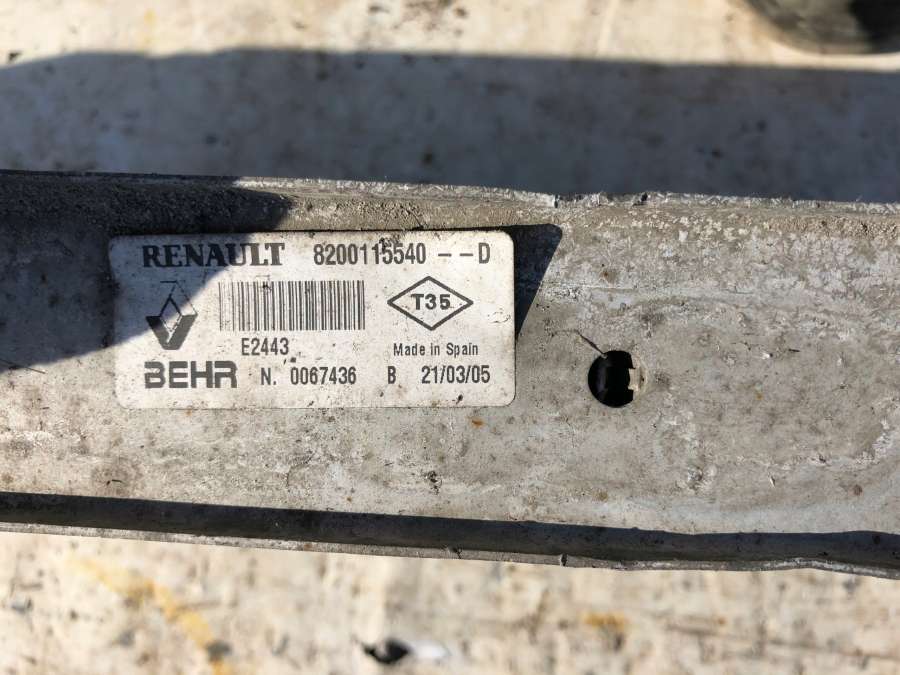 RENAULT 8200115540 --D
T35
E2443
Made in Spain
BEHR N. 0067436 B 21/03/05